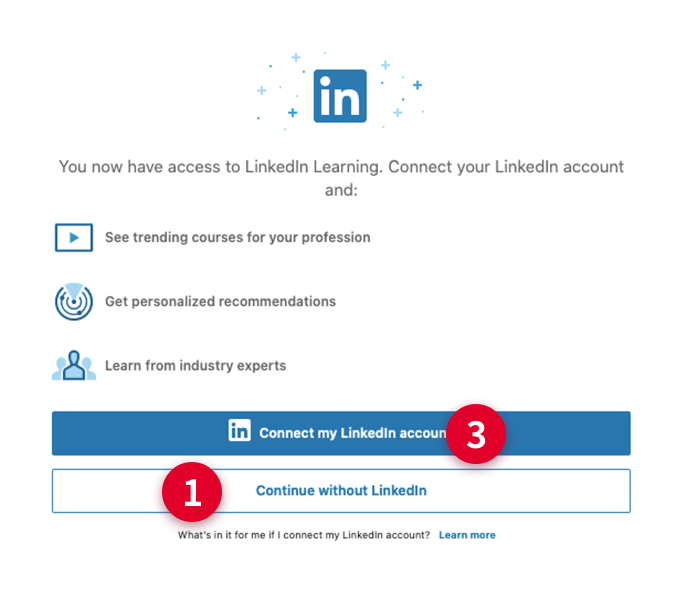 in
You now have access to LinkedIn Learning. Connect your LinkedIn account
and:
See trending courses for your profession
Get personalized recommendations
Learn from industry experts
in Connect my LinkedIn accoun 3
1 Continue without LinkedIn
What's in it for me if I connect my LinkedIn account? Learn more